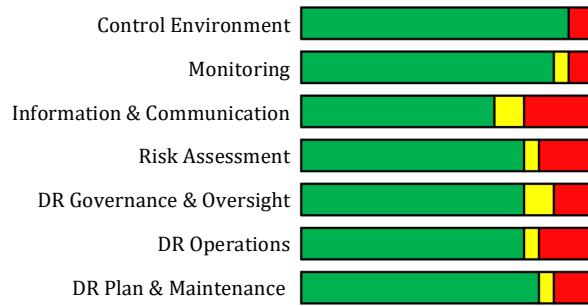 Control Environment
Monitoring
Information & Communication
Risk Assessment
DR Governance & Oversight
DR Operations
DR Plan & Maintenance